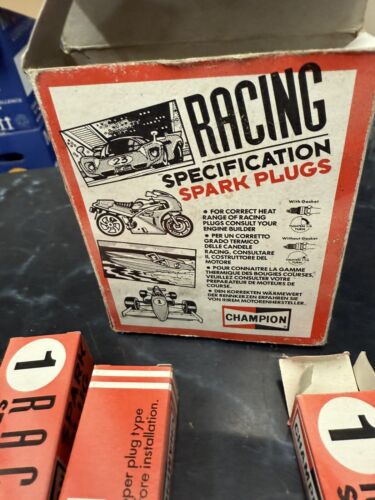 RACING
SPECIFICATION
SPARK PLUGS
23
• FOR CORRECT HEAT
RANGE OF RACING
PLUGS CONSULT YOUR
ENGINE BUILDER
• PER UN CORRETTO
GRADO TERMICO
DELLE CANDELE
RACING, CONSULTARE
IL COSTRUTTORE DEL
MOTORE
• POUR CONNAITRE LA GAMME
THERMIQUE DES BOUGIES COURSES,
VEUILLEZ CONSULTER VOTRE
PREPARATEUR DE MOTEURS DE
COURSE.
• DEN KORREKTEN WÄRMEWERT
DER RENNKERZEN ERFAHREN SIE
VON IHREM MOTORENHERSTELLER.
With Gasket
Without Gasket
CHAMPION
1
RAC
per plug type
ore installation.
1